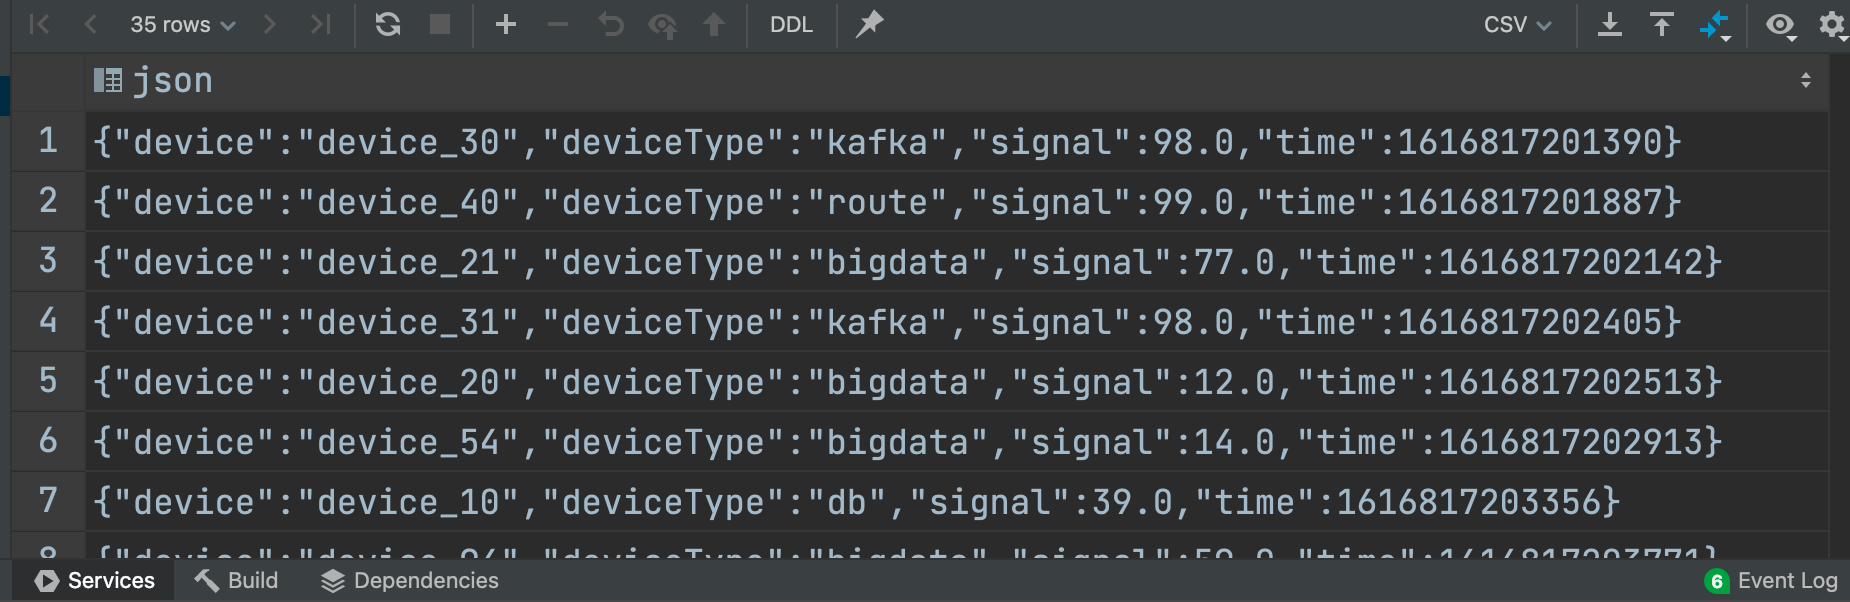 35 rows DDL CSV
json
1 {"device":"device_30","deviceType":"kafka","signal":98.0,"time":1616817201390}
2 {"device":"device_40","deviceType":"route","signal":99.0,"time":1616817201887}
3 {"device":"device_21","deviceType":"bigdata","signal":77.0,"time":1616817202142}
4 {"device":"device_31","deviceType":"kafka","signal":98.0,"time":1616817202405}
5 {"device":"device_20","deviceType":"bigdata","signal":12.0,"time":1616817202513}
6 {"device":"device_54","deviceType":"bigdata","signal":14.0,"time":1616817202913}
7 {"device":"device_10","deviceType":"db","signal":39.0,"time":1616817203356}
Services Build Dependencies 6 Event Log